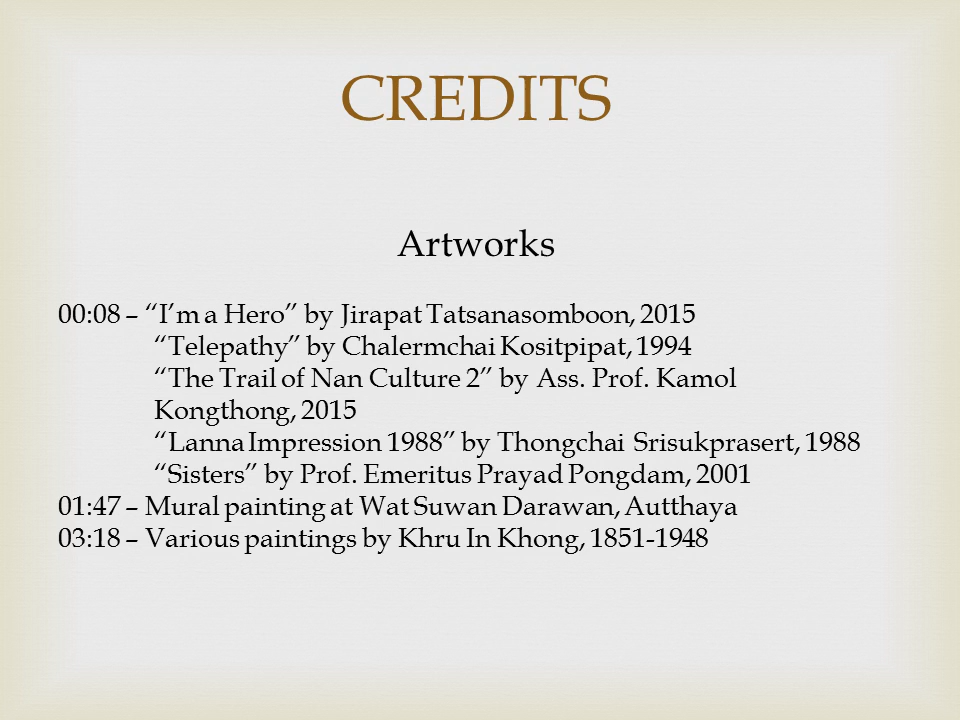 CREDITS
Artworks
00:08 – “I’m a Hero” by Jirapat Tatsanasomboon, 2015
“Telepathy” by Chalermchai Kositpipat, 1994
“The Trail of Nan Culture 2” by Ass. Prof. Kamol
Kongthong, 2015
“Lanna Impression 1988” by Thongchai Srisukprasert, 1988
“Sisters” by Prof. Emeritus Prayad Pongdam, 2001
01:47 – Mural painting at Wat Suwan Darawan, Autthaya
03:18 – Various paintings by Khru In Khong, 1851-1948